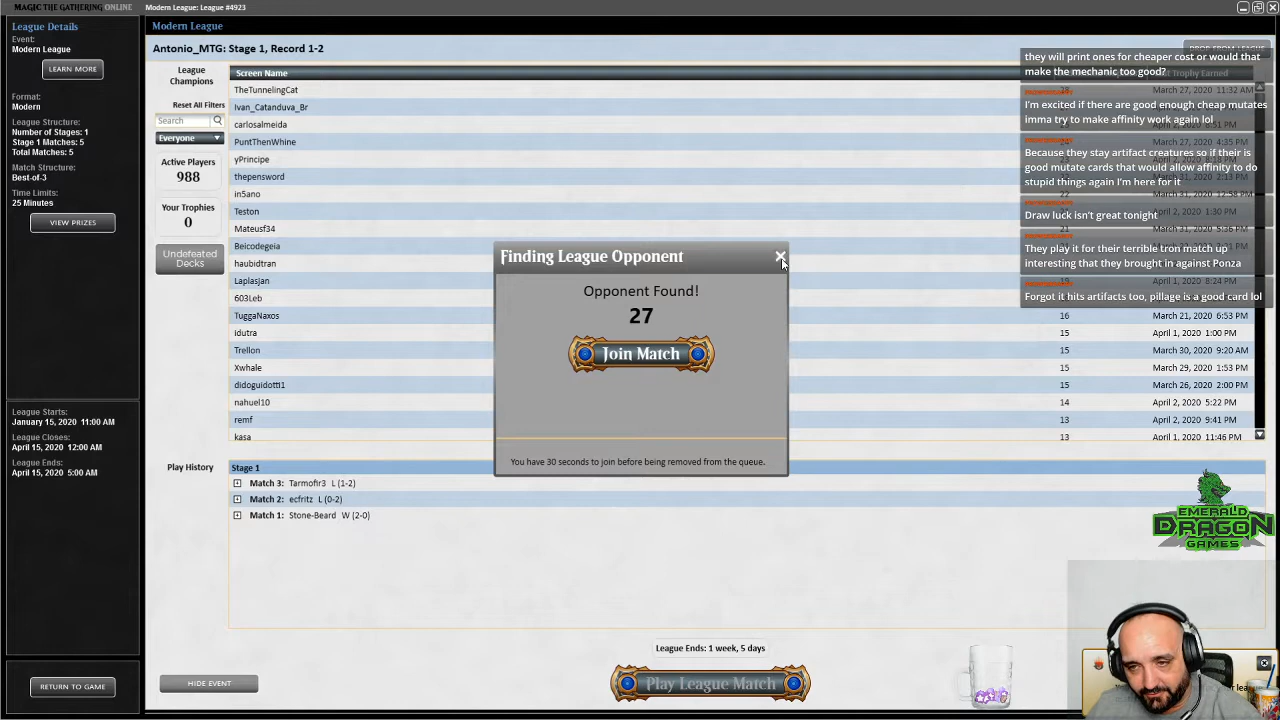 MAGIC THE GATHERING ONLINE
Modern League: League #4923
League Details
Event:
Modern League
LEARN MORE
Format:
Modern
League Structure:
Number of Stages: 1
Stage 1 Matches: 5
Total Matches: 5
Match Structure:
Best-of-3
Time Limits:
25 Minutes
VIEW PRIZES
League Starts:
January 15, 2020 11:00 AM
League Closes:
April 15, 2020 12:00 AM
League Ends:
April 15, 2020 5:00 AM
RETURN TO GAME
Modern League
Antonio_MTG: Stage 1, Record 1-2
League
Champions
Reset All Filters
Search
Everyone
Active Players
988
Your Trophies
0
Undefeated
Decks
Screen Name
TheTunnelingCat
Ivan_Catanduva_Br
carlosalmeida
PuntThenWhine
yPrincipe
thepensword
in5ano
Teston
Mateusf34
Beicodegeia
haubidtran
Laplasjan
603Leb
TuggaNaxos 16 March 21, 2020 6:53 PM
idutra 15 April 1, 2020 1:00 PM
Trellon 15 March 30, 2020 9:20 AM
Xwhale 15 March 29, 2020 1:53 PM
didoguidotti1 15 March 26, 2020 2:00 PM
nahuel10 14 April 2, 2020 5:22 PM
remf 13 April 2, 2020 9:41 PM
kasa 13 April 1, 2020 11:46 PM
they will print ones for cheaper cost or would that
make the mechanic too good?
I'm excited if there are good enough cheap mutates
imma try to make affinity work again lol
Because they stay artifact creatures so if their is
good mutate cards that would allow affinity to do
stupid things again I'm here for it
Draw luck isn't great tonight
They play it for their terrible tron match up
interesting that they brought in against Ponza
Forgot it hits artifacts too, pillage is a good card lol
Finding League Opponent
Opponent Found!
27
Join Match
You have 30 seconds to join before being removed from the queue.
Play History
Stage 1
Match 3: Tarmofir3 L (1-2)
Match 2: ecfritz L (0-2)
Match 1: Stone-Beard W (2-0)
EMERALD
DRAGON
GAMES
League Ends: 1 week, 5 days
HIDE EVENT
Play League Match